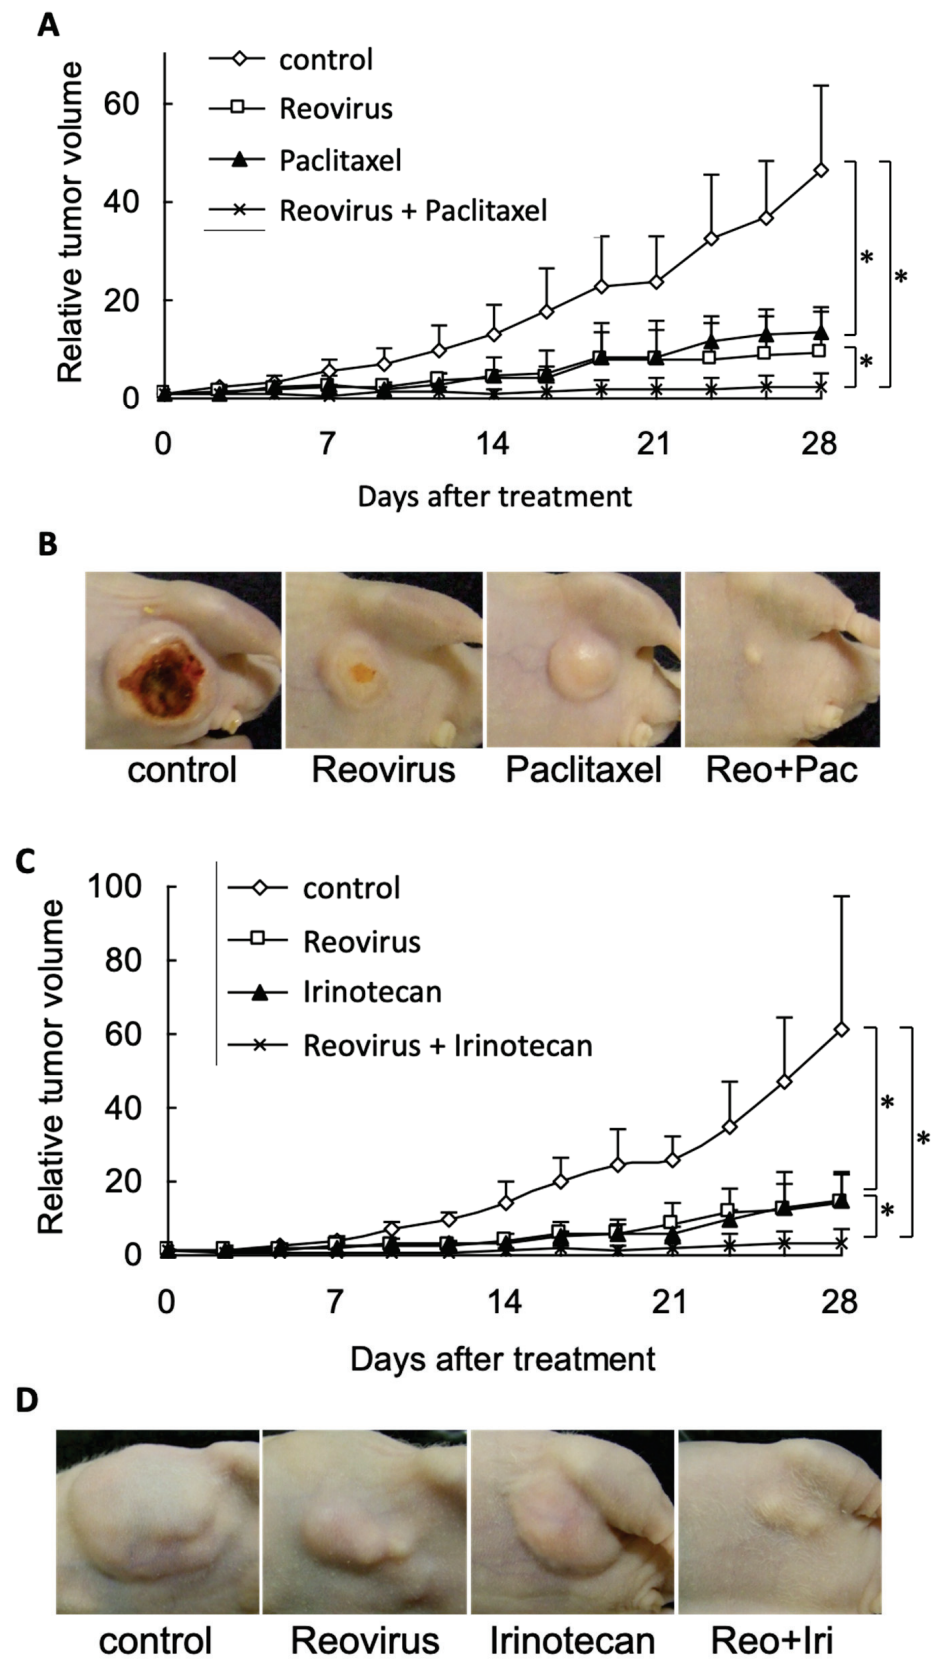 A
Relative tumor volume
60
40
20
0
control
Reovirus
Paclitaxel
Reovirus + Paclitaxel
*
*
*
0 7 14 21 28
Days after treatment
B
control Reovirus Paclitaxel Reo+Pac
C
Relative tumor volume
100
80
60
40
20
0
control
Reovirus
Irinotecan
Reovirus + Irinotecan
*
*
*
0 7 14 21 28
Days after treatment
D
control Reovirus Irinotecan Reo+Iri